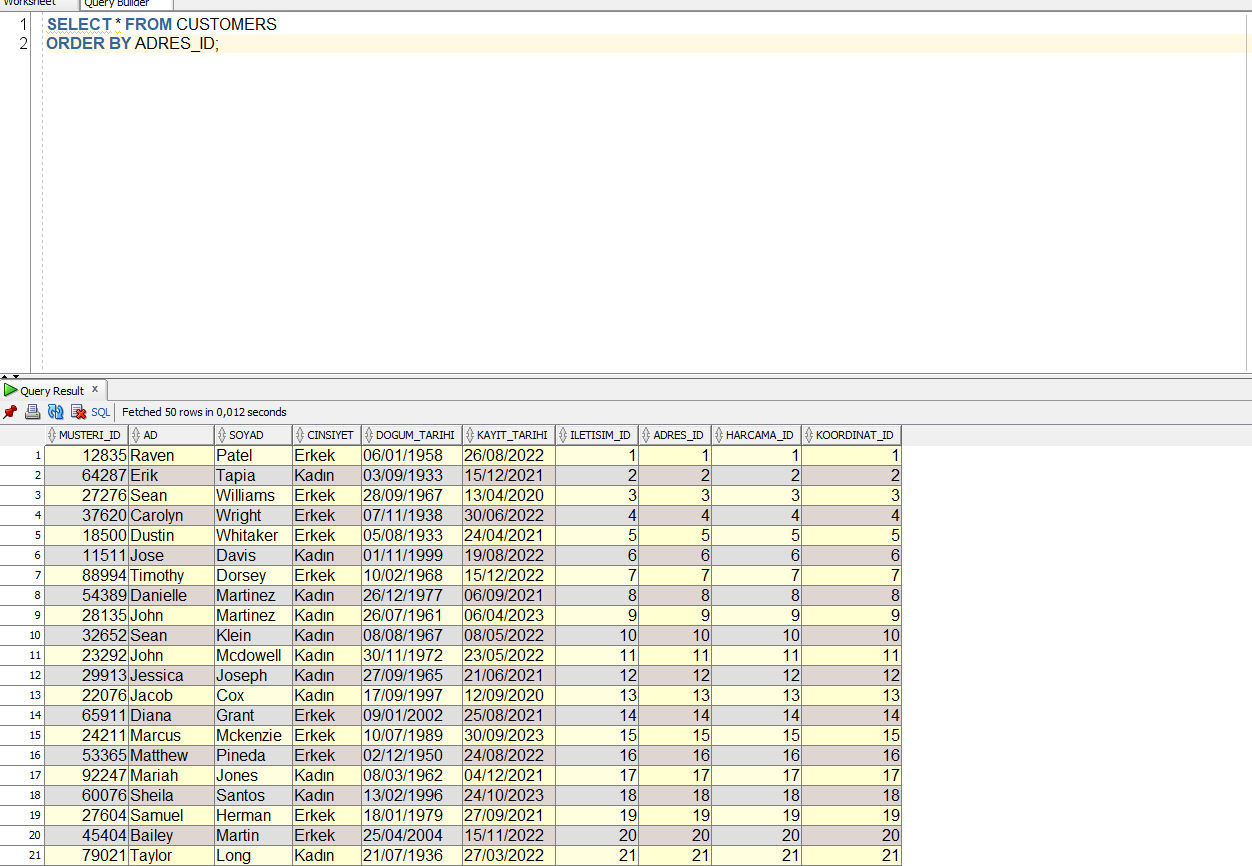 Worksheet Query Builder
1 SELECT * FROM CUSTOMERS
2 ORDER BY ADRES_ID;
Query Result x
SQL Fetched 50 rows in 0,012 seconds
MUSTERI_ID AD SOYAD CINSIYET DOGUM_TARIHI KAYIT_TARIHI ILETISIM_ID ADRES_ID HARCAMA_ID KOORDINAT_ID
1 12835 Raven Patel Erkek 06/01/1958 26/08/2022 1 1 1 1
2 64287 Erik Tapia Kadın 03/09/1933 15/12/2021 2 2 2 2
3 27276 Sean Williams Erkek 28/09/1967 13/04/2020 3 3 3 3
4 37620 Carolyn Wright Erkek 07/11/1938 30/06/2022 4 4 4 4
5 18500 Dustin Whitaker Erkek 05/08/1933 24/04/2021 5 5 5 5
6 11511 Jose Davis Kadın 01/11/1999 19/08/2022 6 6 6 6
7 88994 Timothy Dorsey Erkek 10/02/1968 15/12/2022 7 7 7 7
8 54389 Danielle Martinez Kadın 26/12/1977 06/09/2021 8 8 8 8
9 28135 John Martinez Kadın 26/07/1961 06/04/2023 9 9 9 9
10 32652 Sean Klein Kadın 08/08/1967 08/05/2022 10 10 10 10
11 23292 John Mcdowell Kadın 30/11/1972 23/05/2022 11 11 11 11
12 29913 Jessica Joseph Kadın 27/09/1965 21/06/2021 12 12 12 12
13 22076 Jacob Cox Kadın 17/09/1997 12/09/2020 13 13 13 13
14 65911 Diana Grant Erkek 09/01/2002 25/08/2021 14 14 14 14
15 24211 Marcus Mckenzie Erkek 10/07/1989 30/09/2023 15 15 15 15
16 53365 Matthew Pineda Erkek 02/12/1950 24/08/2022 16 16 16 16
17 92247 Mariah Jones Kadın 08/03/1962 04/12/2021 17 17 17 17
18 60076 Sheila Santos Kadın 13/02/1996 24/10/2023 18 18 18 18
19 27604 Samuel Herman Erkek 18/01/1979 27/09/2021 19 19 19 19
20 45404 Bailey Martin Erkek 25/04/2004 15/11/2022 20 20 20 20
21 79021 Taylor Long Kadın 21/07/1936 27/03/2022 21 21 21 21